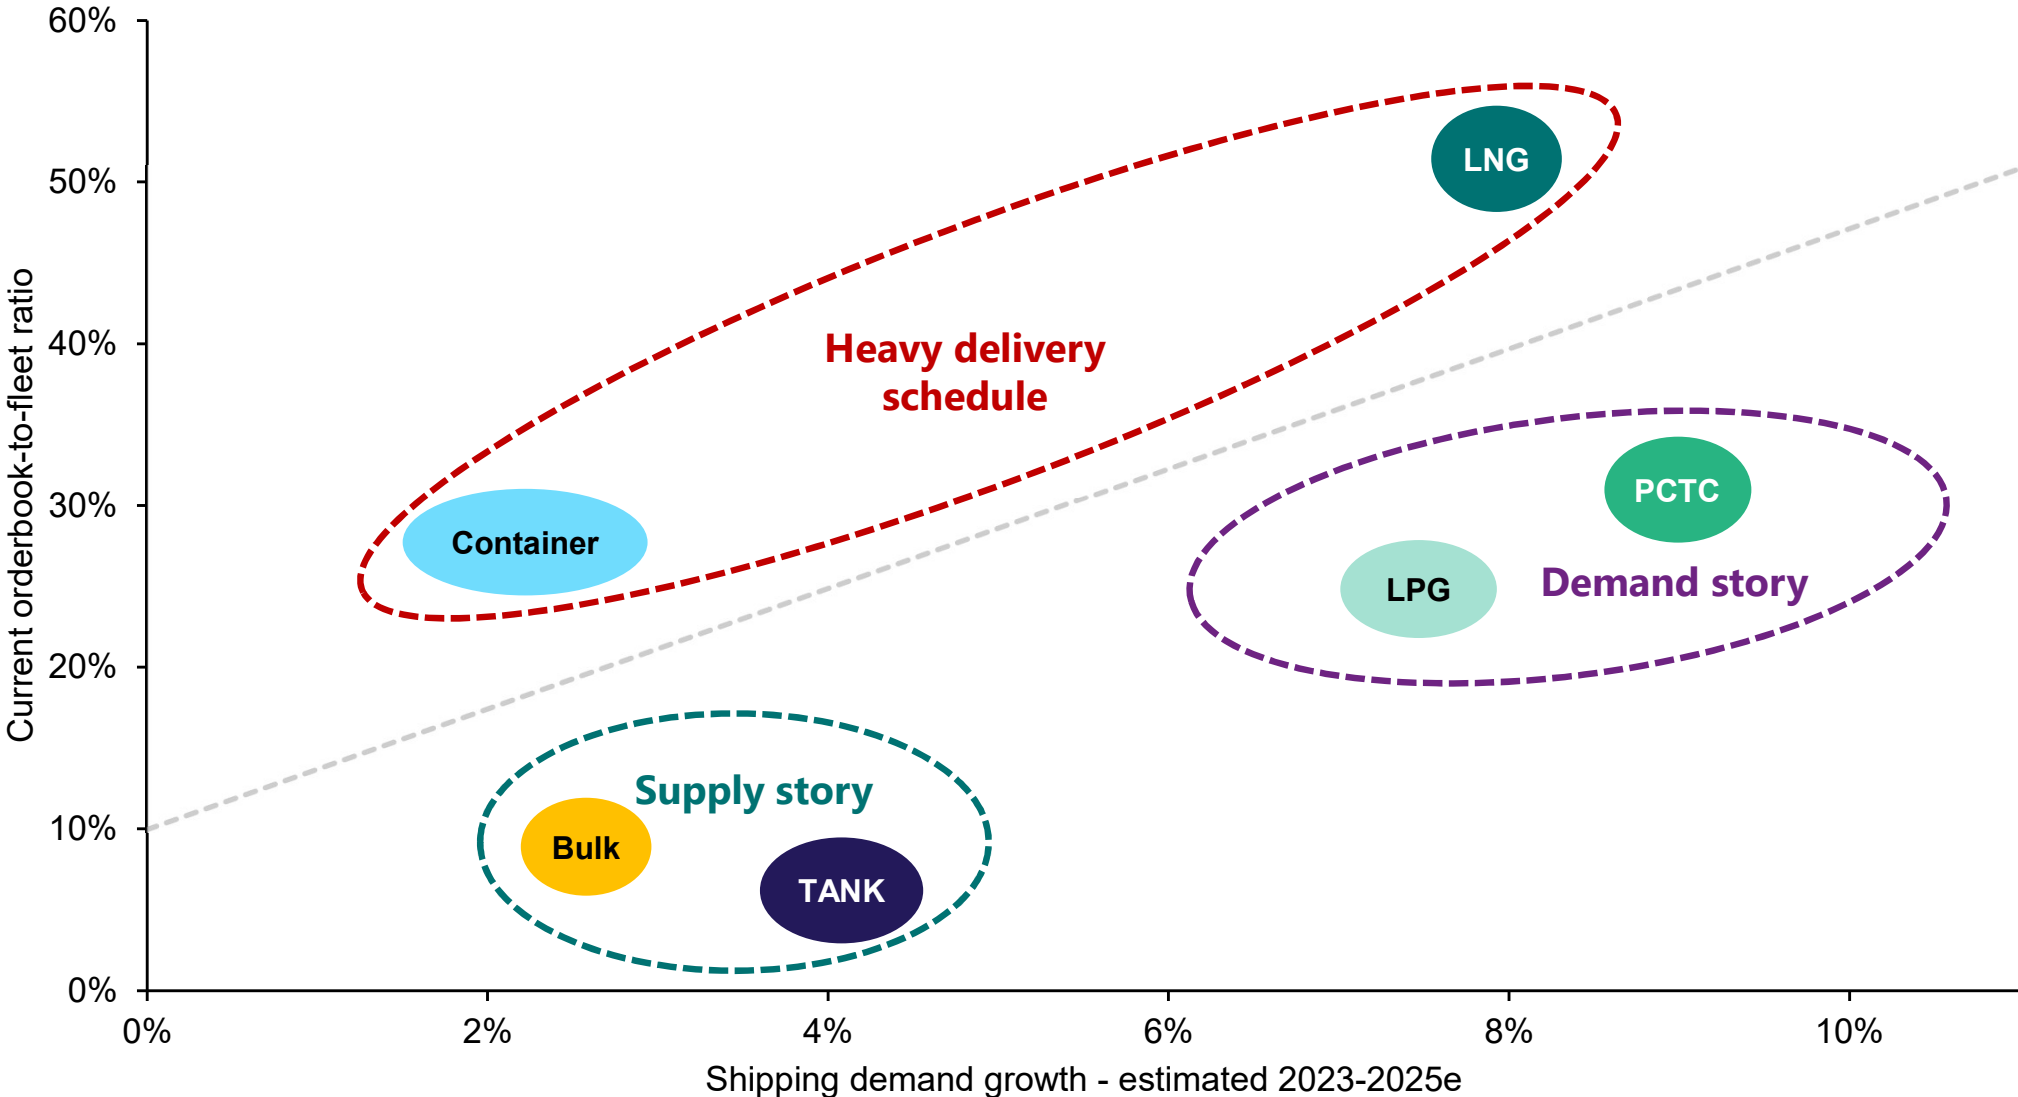 60%
50%
40%
30%
20%
10%
0%
Current orderbook-to-fleet ratio
LNG
Heavy delivery
schedule
Container
PCTC
LPG
Demand story
Supply story
Bulk
TANK
0%
2%
4%
6%
8%
10%
Shipping demand growth - estimated 2023-2025e